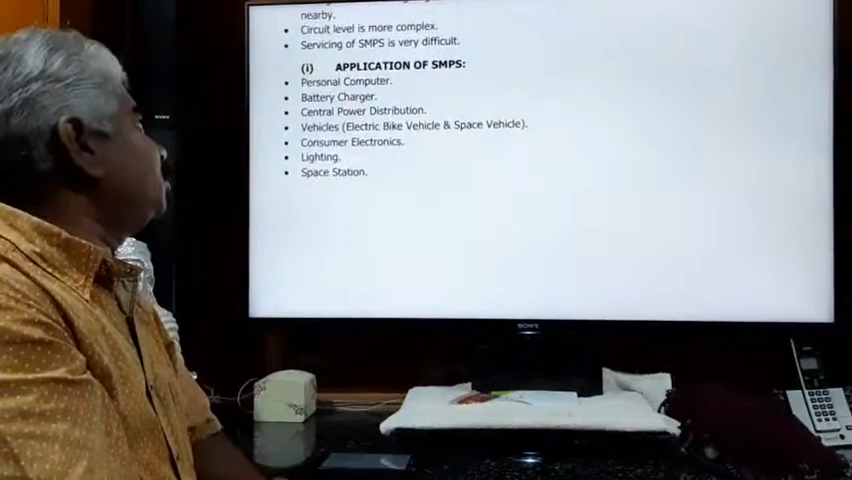 nearby.
• Circuit level is more complex.
• Servicing of SMPS is very difficult.
(i) APPLICATION OF SMPS:
• Personal Computer.
• Battery Charger.
• Central Power Distribution.
• Vehicles (Electric Bike Vehicle & Space Vehicle).
• Consumer Electronics.
• Lighting.
• Space Station.
SONY
SONY